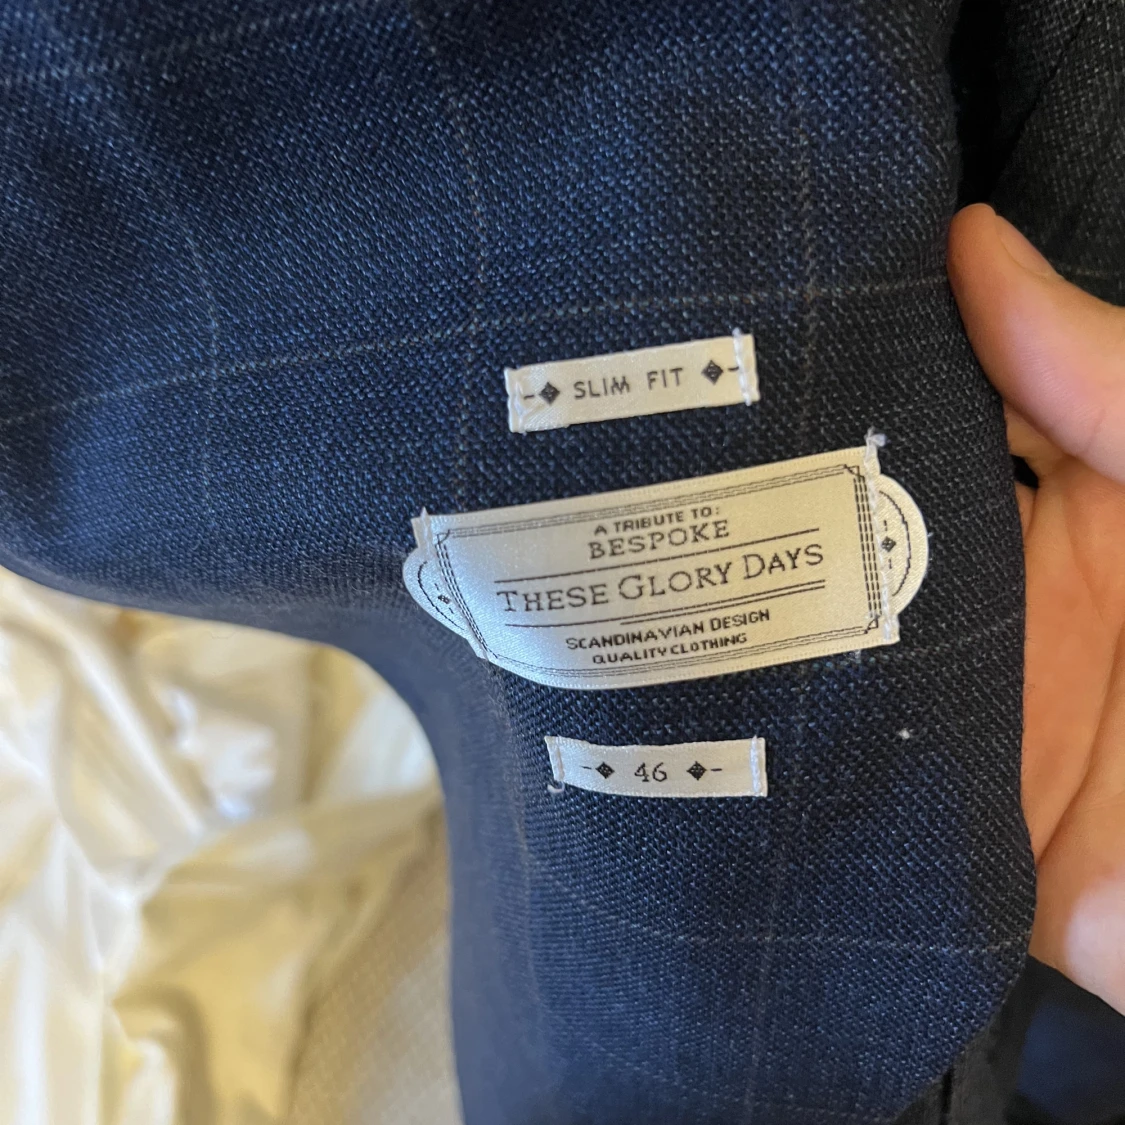 SLIM FIT
A TRIBUTE TO:
BESPOKE
THESE GLORY DAYS
SCANDINAVIAN DESIGN
QUALITY CLOTHING
46